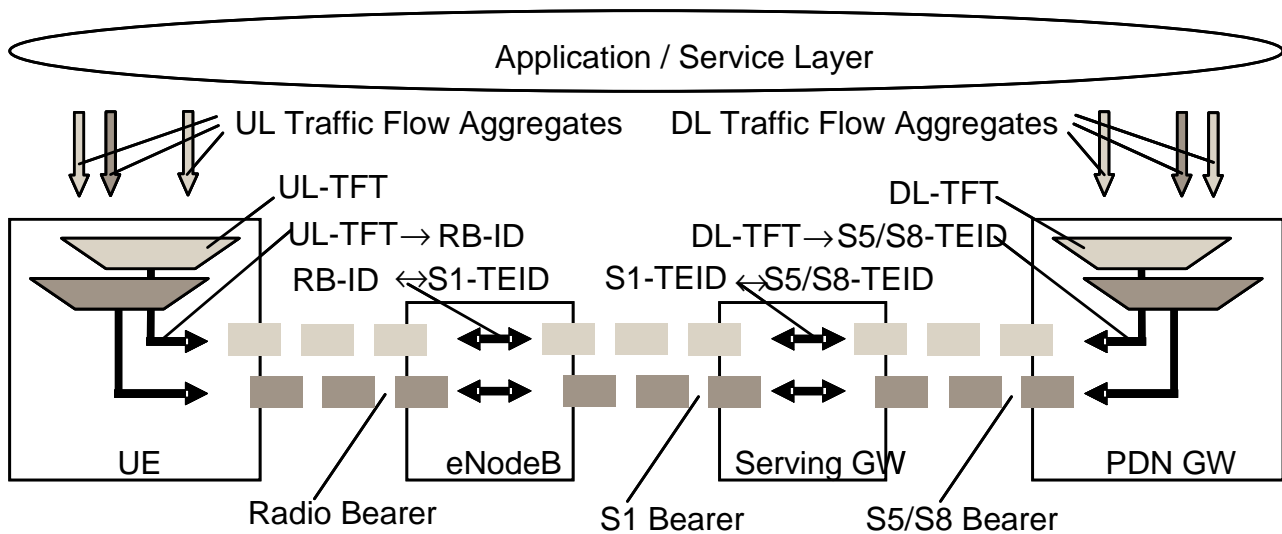 Application / Service Layer
UL Traffic Flow Aggregates DL Traffic Flow Aggregates
UL-TFT DL-TFT
UL-TFT→ RB-ID DL-TFT→S5/S8-TEID
RB-ID ↔S1-TEID S1-TEID ↔S5/S8-TEID
UE eNodeB Serving GW PDN GW
Radio Bearer S1 Bearer S5/S8 Bearer